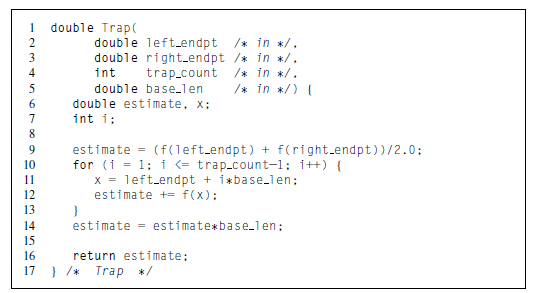 1 double Trap(
2 double left_endpt /* in */,
3 double right_endpt /* in */,
4 int trap_count /* in */,
5 double base_len /* in */) {
6 double estimate, x;
7 int i;
8
9 estimate = (f(left_endpt) + f(right_endpt))/2.0;
10 for (i = 1; i <= trap_count−1; i++) {
11 x = left_endpt + i*base_len;
12 estimate += f(x);
13 }
14 estimate = estimate*base_len;
15
16 return estimate;
17 } /* Trap */